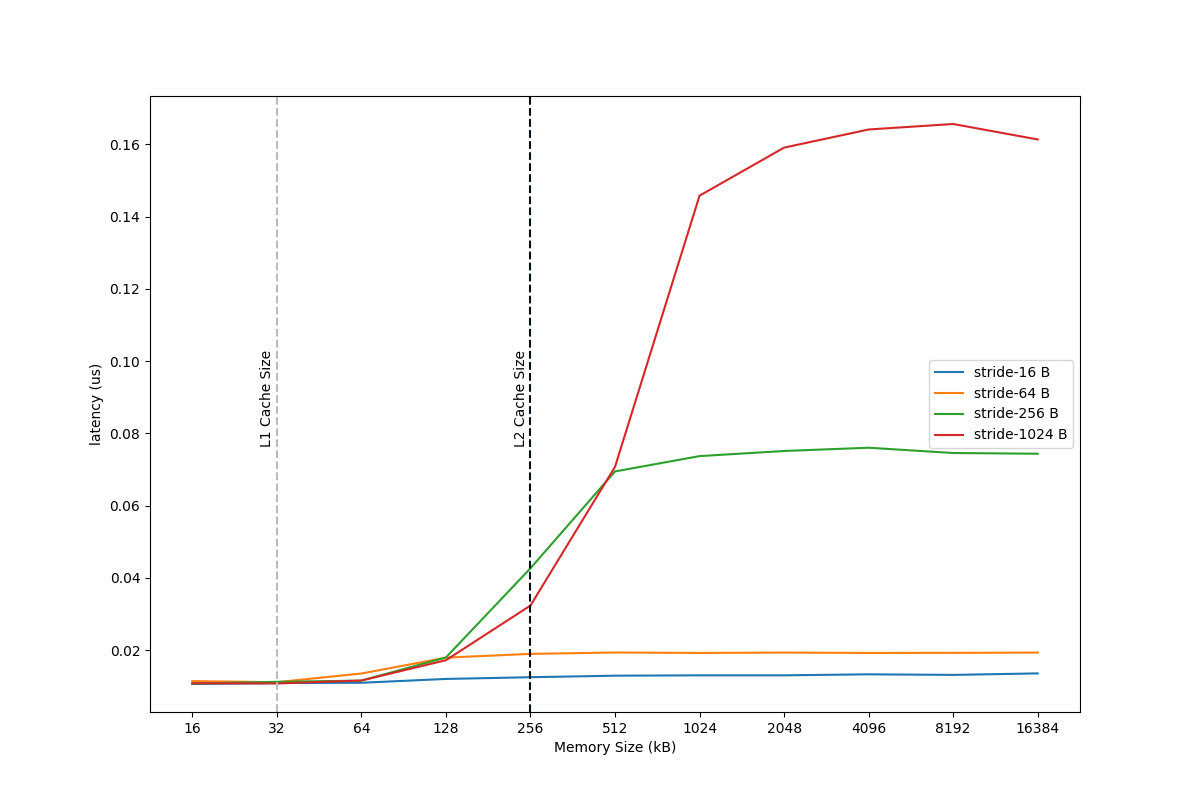 0.16
0.14
0.12
0.10
0.08
0.06
0.04
0.02
latency (us)
L1 Cache Size
L2 Cache Size
stride-16 B
stride-64 B
stride-256 B
stride-1024 B
16 32 64 128 256 512 1024 2048 4096 8192 16384
Memory Size (kB)